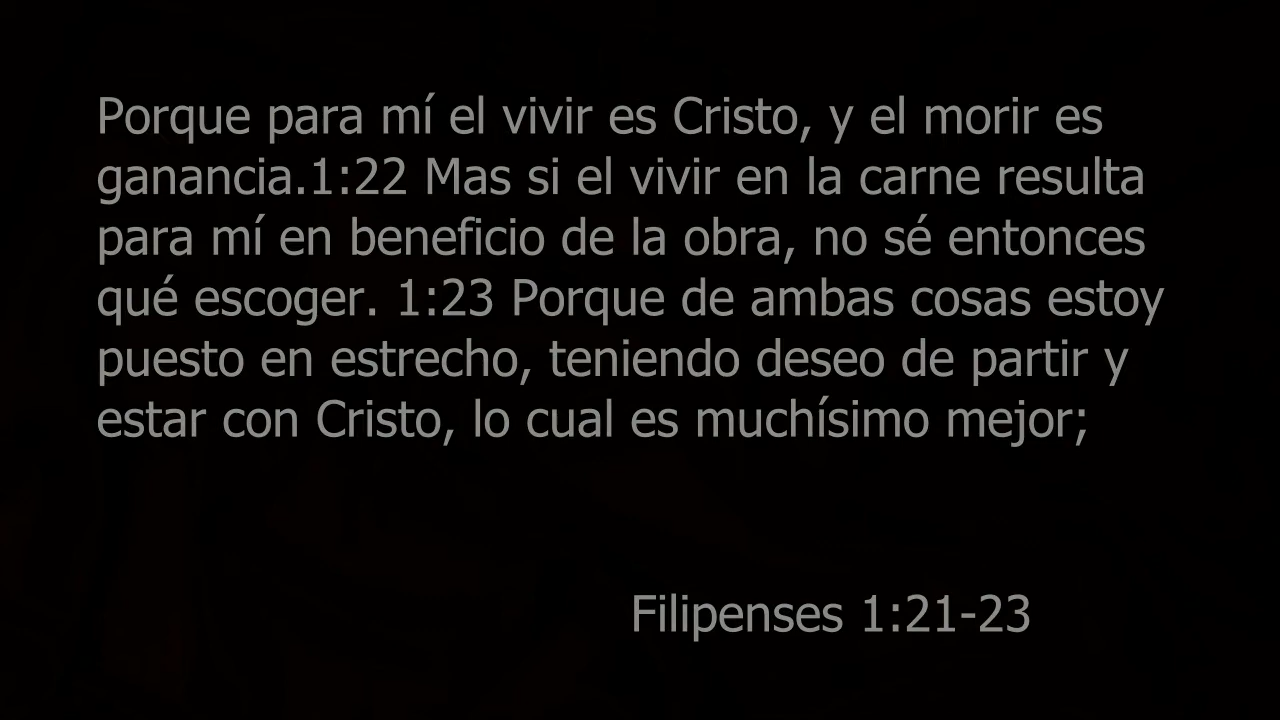 Porque para mí el vivir es Cristo, y el morir es
ganancia.1:22 Mas si el vivir en la carne resulta
para mí en beneficio de la obra, no sé entonces
qué escoger. 1:23 Porque de ambas cosas estoy
puesto en estrecho, teniendo deseo de partir y
estar con Cristo, lo cual es muchísimo mejor;
Filipenses 1:21-23